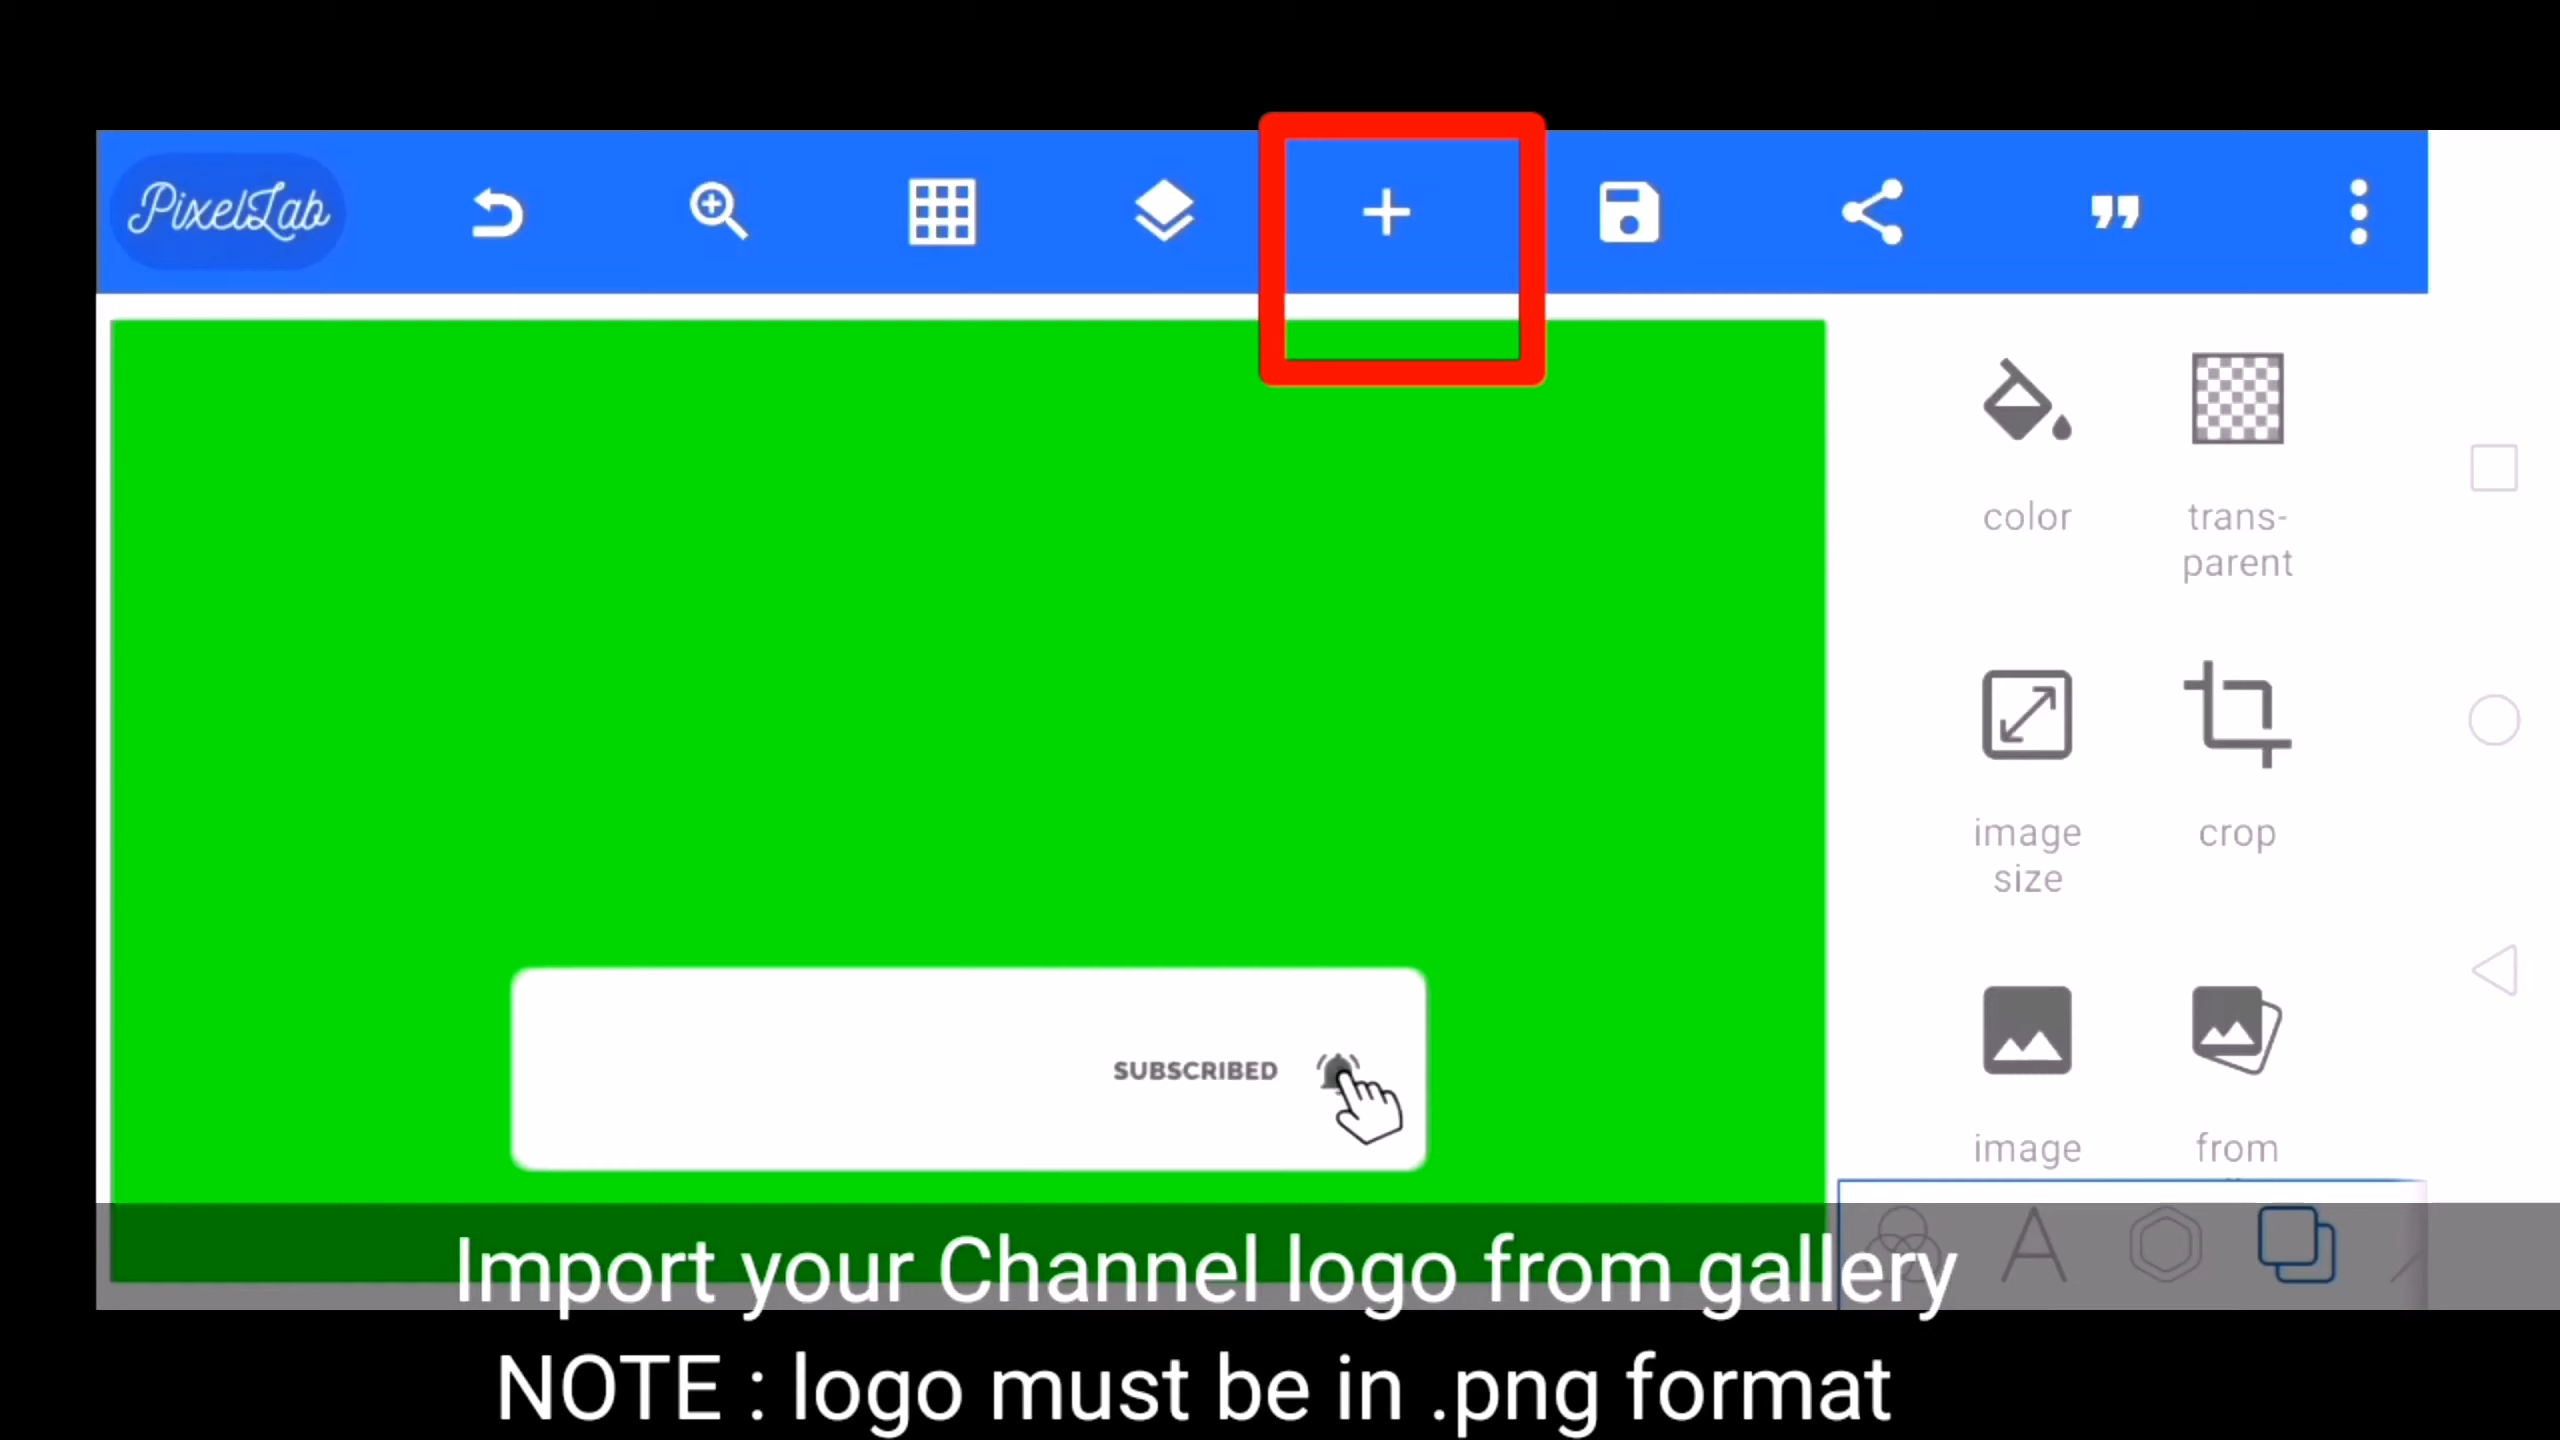 PixelLab
color
trans-
parent
image
size
crop
image
from
SUBSCRIBED
Import your Channel logo from gallery
NOTE : logo must be in .png format